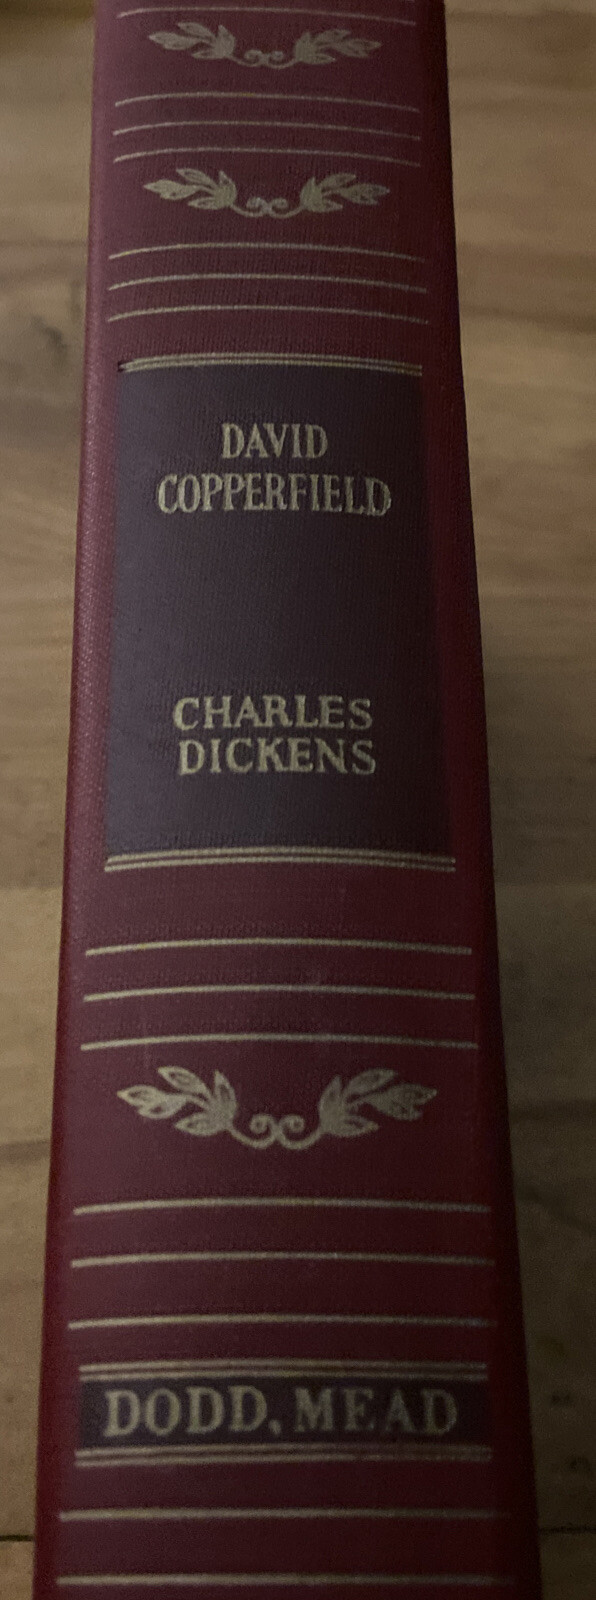 DAVID
COPPERFIELD
CHARLES
DICKENS
DODD, MEAD